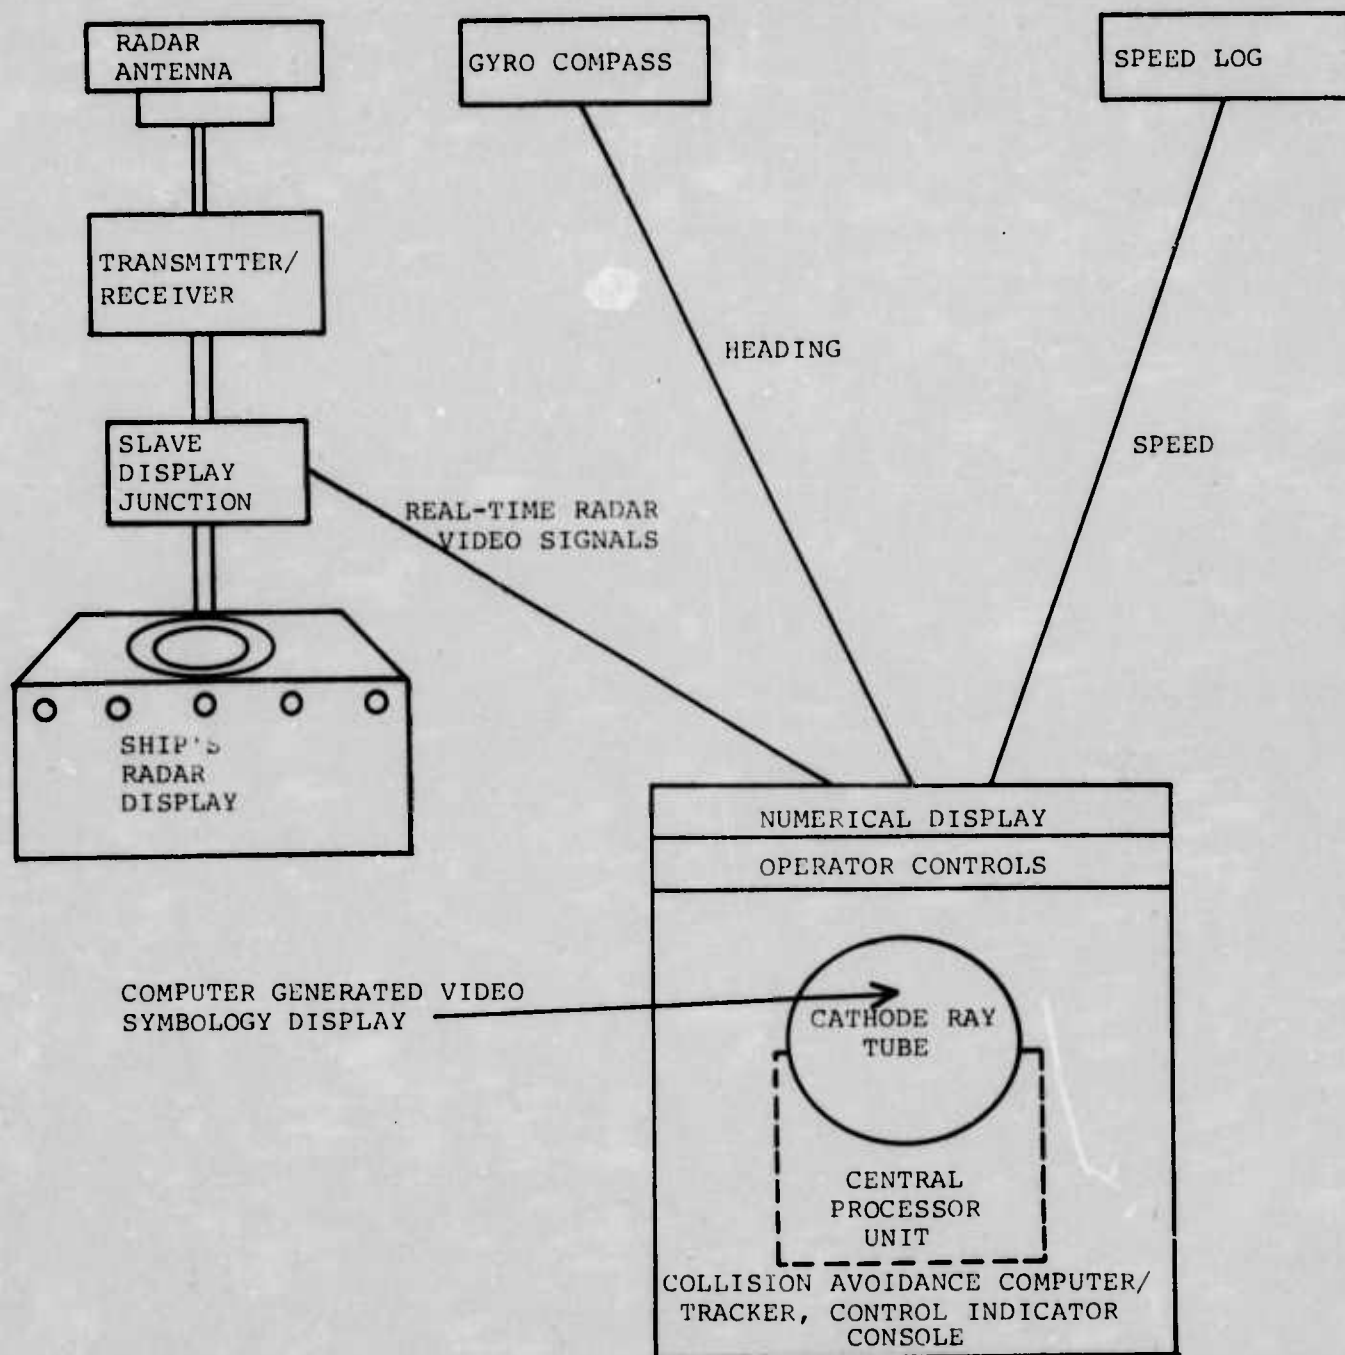 RADAR
ANTENNA
GYRO COMPASS
SPEED LOG
TRANSMITTER/
RECEIVER
HEADING
SLAVE
DISPLAY
JUNCTION
SPEED
REAL-TIME RADAR
VIDEO SIGNALS
SHIP'S
RADAR
DISPLAY
NUMERICAL DISPLAY
OPERATOR CONTROLS
COMPUTER GENERATED VIDEO
SYMBOLOGY DISPLAY
CATHODE RAY
TUBE
CENTRAL
PROCESSOR
UNIT
COLLISION AVOIDANCE COMPUTER/
TRACKER, CONTROL INDICATOR
CONSOLE